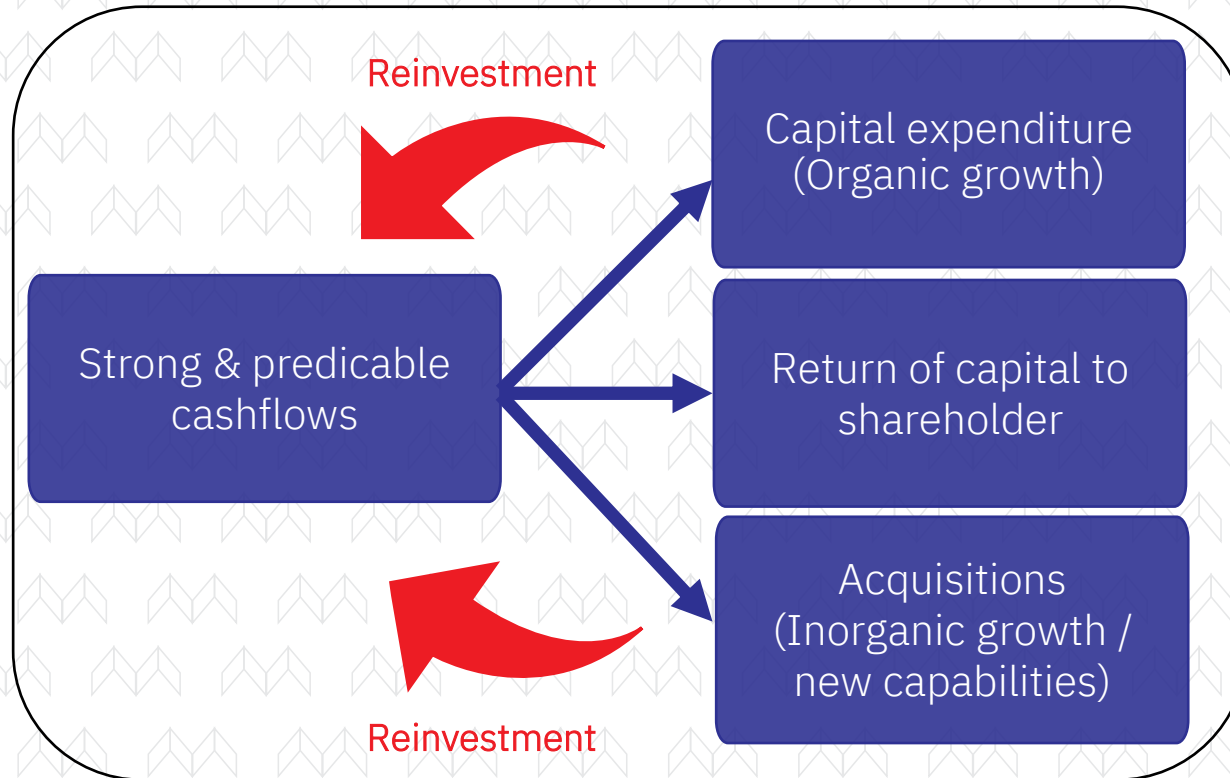 Reinvestment
Capital expenditure
(Organic growth)
Strong & predicable
cashflows
Return of capital to
shareholder
Acquisitions
(Inorganic growth /
new capabilities)
Reinvestment